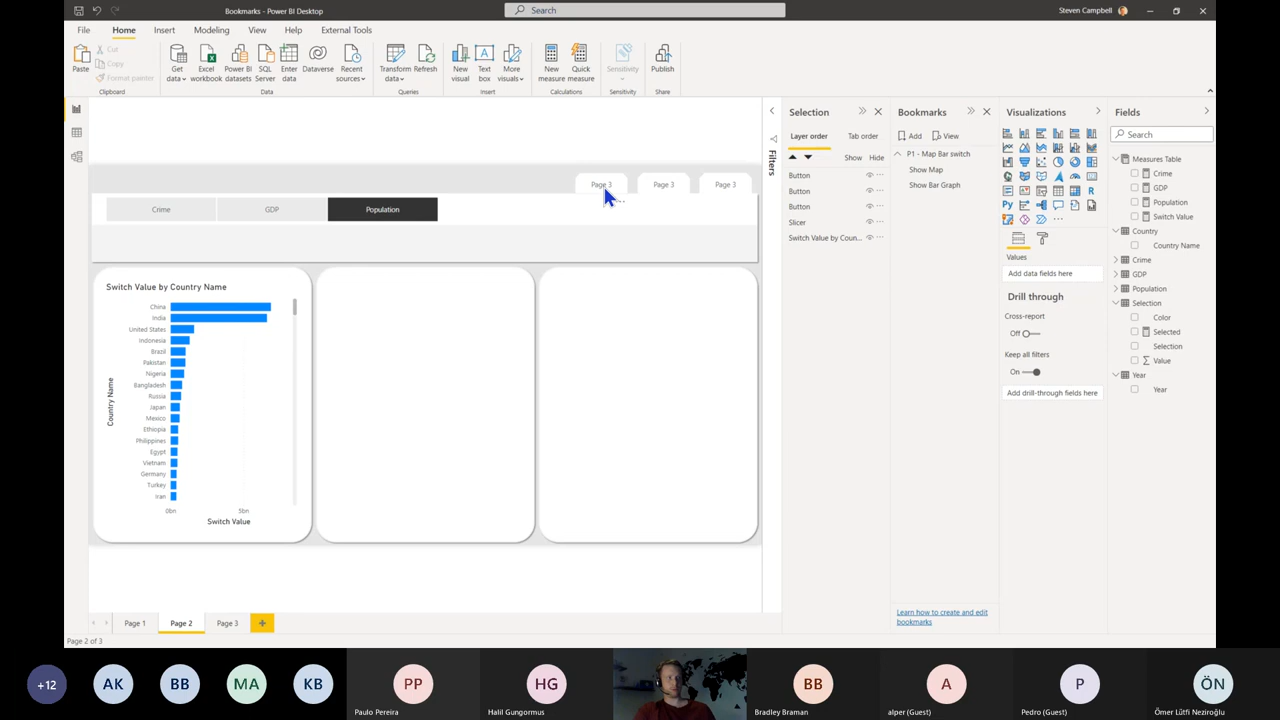 Bookmarks - Power BI Desktop
Search
Steven Campbell
File
Home
Insert
Modeling
View
Help
External Tools
Paste
Cut
Copy
Format painter
Clipboard
Get data
Excel workbook
Power BI datasets
SQL Server
Enter data
Dataverse
Recent sources
Data
Transform data
Refresh
Queries
New visual
Text box
More visuals
Insert
New measure
Quick measure
Calculations
Sensitivity
Sensitivity
Publish
Share
Page 3
Page 3
Page 3
Crime
GDP
Population
Switch Value by Country Name
Country Name
China
India
United States
Indonesia
Brazil
Pakistan
Nigeria
Bangladesh
Russia
Japan
Mexico
Ethiopia
Philippines
Egypt
Vietnam
Germany
Turkey
Iran
0bn
5bn
Switch Value
Filters
Selection
Layer order
Tab order
Show
Hide
Button
Button
Button
Slicer
Switch Value by Coun...
Bookmarks
Add
View
P1 - Map Bar switch
Show Map
Show Bar Graph
Learn how to create and edit
bookmarks
Visualizations
Values
Add data fields here
Drill through
Cross-report
Off
Keep all filters
On
Add drill-through fields here
Fields
Search
Measures Table
Crime
GDP
Population
Switch Value
Country
Country Name
Crime
GDP
Population
Selection
Color
Selected
Selection
Value
Year
Year
Page 1
Page 2
Page 3
Page 2 of 3
+12
AK
BB
MA
KB
PP
Paulo Pereira
HG
Halil Gungormus
BB
Bradley Braman
A
alper (Guest)
P
Pedro (Guest)
ÖN
Ömer Lütfi Neziroğlu